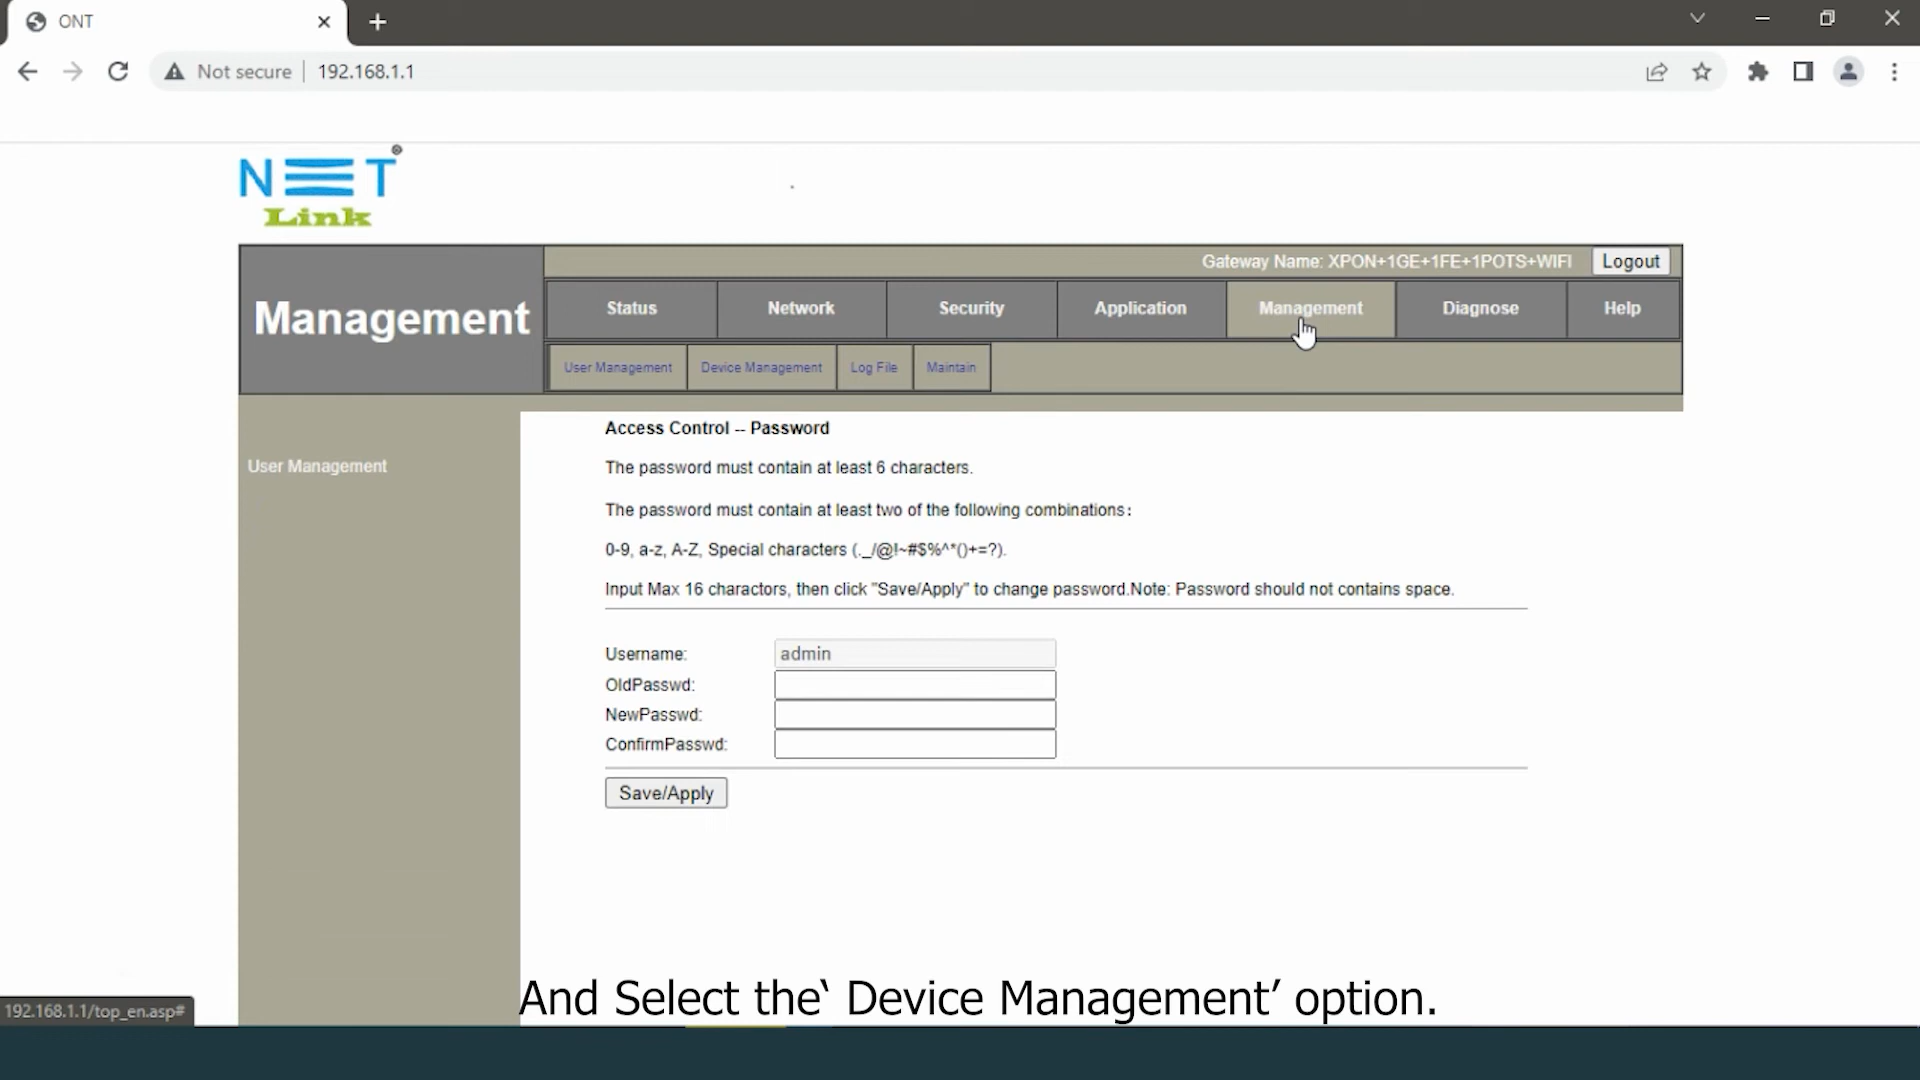 ONT
Not secure 192.168.1.1
NET
Link
Gateway Name: XPON+1GE+1FE+1POTS+WIFI Logout
Management
Status Network Security Application Management Diagnose Help
User Management Device Management Log File Maintain
User Management
Access Control -- Password
The password must contain at least 6 characters.
The password must contain at least two of the following combinations:
0-9, a-z, A-Z, Special characters (._/@!~#$%^*()+=?).
Input Max 16 charactors, then click "Save/Apply" to change password.Note: Password should not contains space.
Username: admin
OldPasswd:
NewPasswd:
ConfirmPasswd:
Save/Apply
And Select the‘ Device Management’ option.
192.168.1.1/top_en.asp#